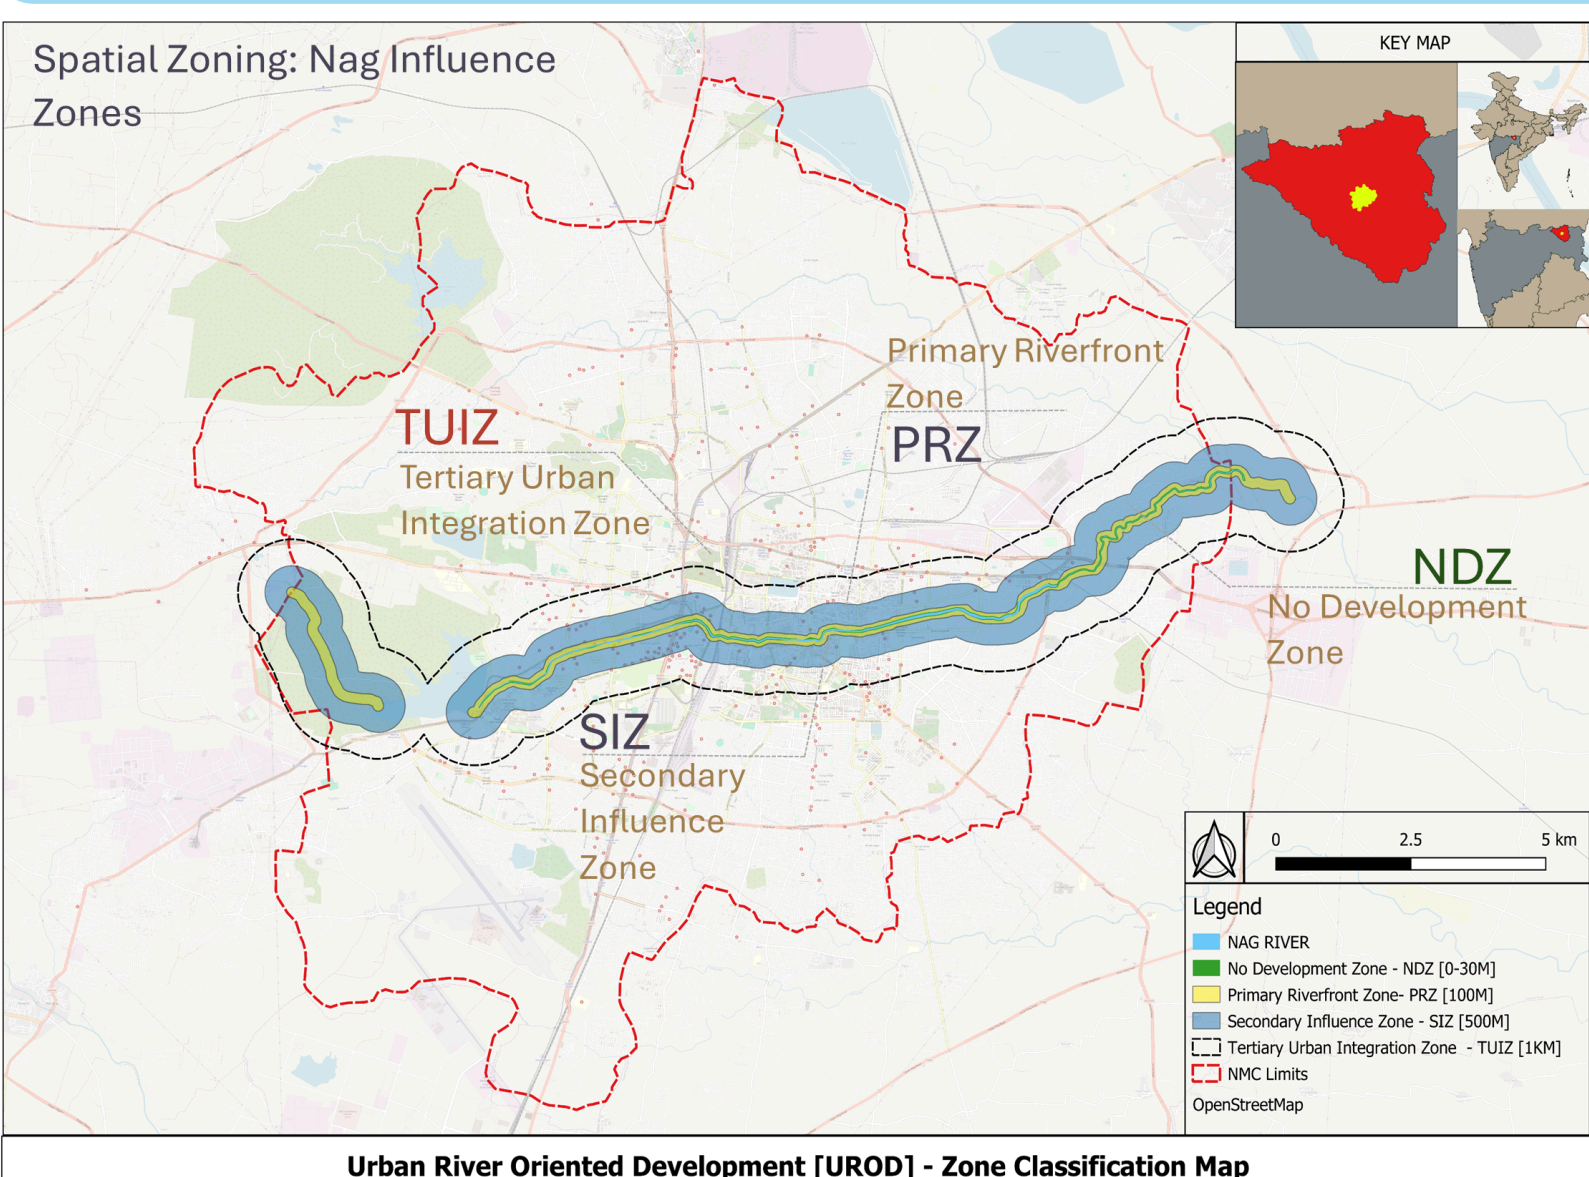 Spatial Zoning: Nag Influence
Zones
KEY MAP
Primary Riverfront
Zone
PRZ
TUIZ
Tertiary Urban
Integration Zone
NDZ
No Development
Zone
SIZ
Secondary
Influence
Zone
0 2.5 5 km
Legend
NAG RIVER
No Development Zone - NDZ [0-30M]
Primary Riverfront Zone- PRZ [100M]
Secondary Influence Zone - SIZ [500M]
Tertiary Urban Integration Zone - TUIZ [1KM]
NMC Limits
OpenStreetMap
Urban River Oriented Development [UROD] - Zone Classification Map